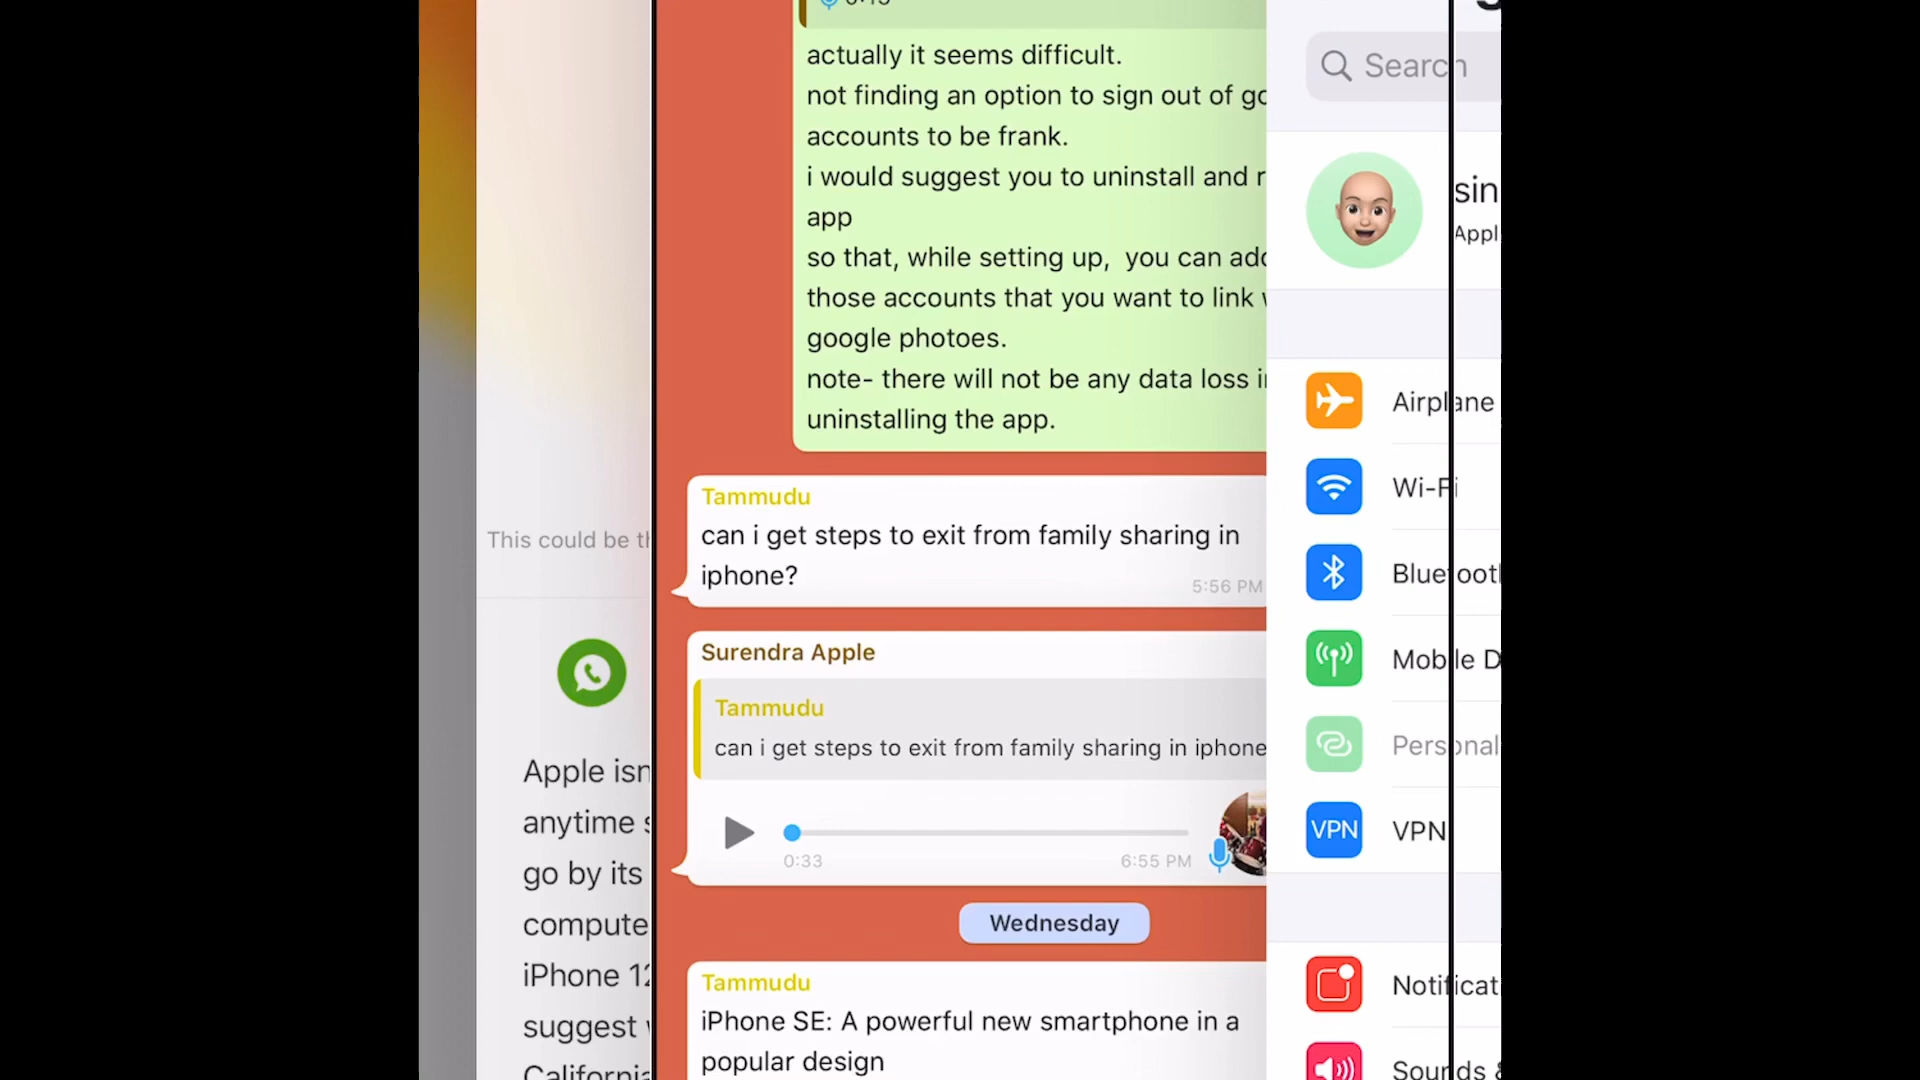 actually it seems difficult.
not finding an option to sign out of
accounts to be frank.
i would suggest you to uninstall and
app
so that, while setting up, you can
those accounts that you want to link
google photoes.
note- there will not be any data loss
uninstalling the app.
Tammudu
can i get steps to exit from family sharing in
iphone?
5:56 PM
Surendra Apple
Tammudu
can i get steps to exit from family sharing in iphone
0:33
6:55 PM
Wednesday
Tammudu
iPhone SE: A powerful new smartphone in a
popular design
This could be
Apple
anytime
go by its
compute
iPhone
suggest
Search
sin
Appl
Airplane
Wi-Fi
Bluetooth
Mobile D
Personal
VPN
VPN
Notificat
Sounds &